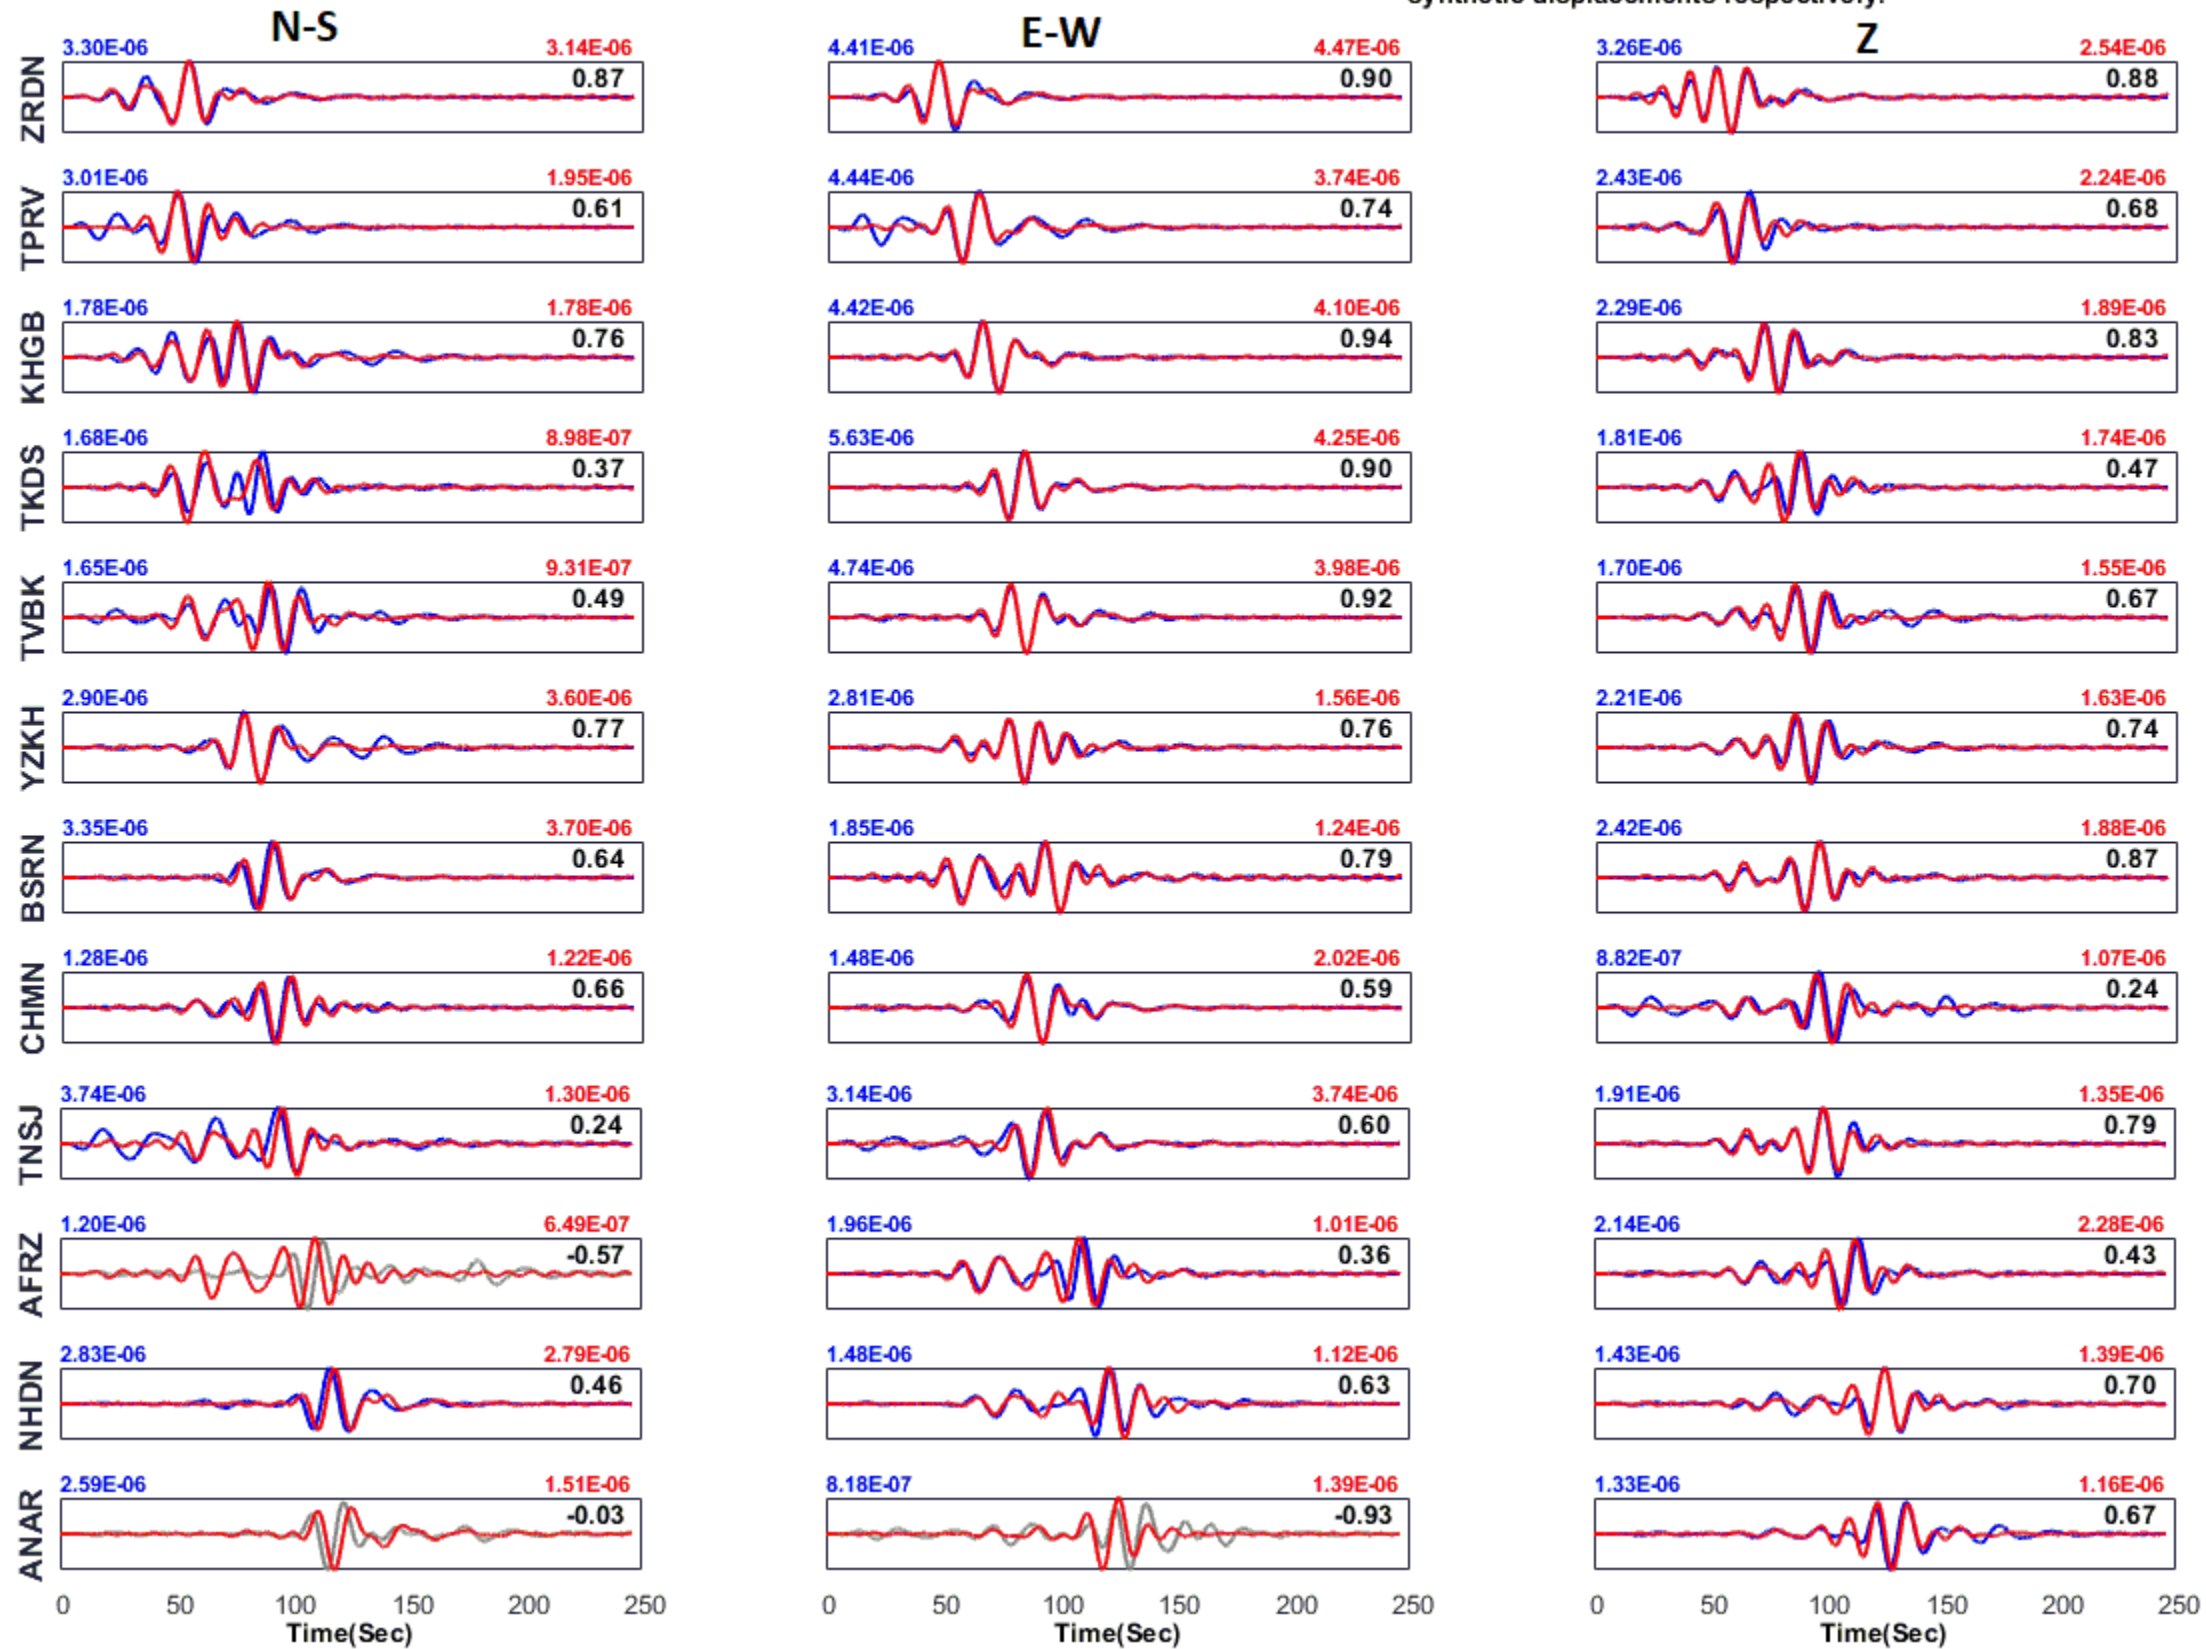 synthetic displacements respectively.
N-S E-W Z
3.30E-06 3.14E-06 4.41E-06 4.47E-06 3.26E-06 2.54E-06
ZRDN 0.87 0.90 0.88
3.01E-06 1.95E-06 4.44E-06 3.74E-06 2.43E-06 2.24E-06
TPRV 0.61 0.74 0.68
1.78E-06 1.78E-06 4.42E-06 4.10E-06 2.29E-06 1.89E-06
KHGB 0.76 0.94 0.83
1.68E-06 8.98E-07 5.63E-06 4.25E-06 1.81E-06 1.74E-06
TKDS 0.37 0.90 0.47
1.65E-06 9.31E-07 4.74E-06 3.98E-06 1.70E-06 1.55E-06
TVBK 0.49 0.92 0.67
2.90E-06 3.60E-06 2.81E-06 1.56E-06 2.21E-06 1.63E-06
YZKH 0.77 0.76 0.74
3.35E-06 3.70E-06 1.85E-06 1.24E-06 2.42E-06 1.88E-06
BSRN 0.64 0.79 0.87
1.28E-06 1.22E-06 1.48E-06 2.02E-06 8.82E-07 1.07E-06
CHMN 0.66 0.59 0.24
3.74E-06 1.30E-06 3.14E-06 3.74E-06 1.91E-06 1.35E-06
TNSJ 0.24 0.60 0.79
1.20E-06 6.49E-07 1.96E-06 1.01E-06 2.14E-06 2.28E-06
AFRZ -0.57 0.36 0.43
2.83E-06 2.79E-06 1.48E-06 1.12E-06 1.43E-06 1.39E-06
NHDN 0.46 0.63 0.70
2.59E-06 1.51E-06 8.18E-07 1.39E-06 1.33E-06 1.16E-06
ANAR -0.03 -0.93 0.67
0 50 100 150 200 250 0 50 100 150 200 250 0 50 100 150 200 250
Time(Sec) Time(Sec) Time(Sec)